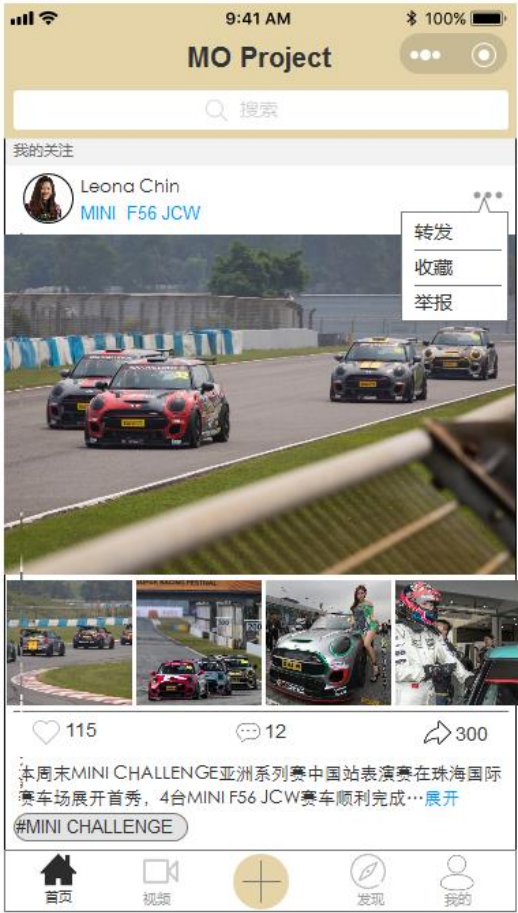 9:41 AM
100%
MO Project
搜索
我的关注
Leona Chin
MINI F56 JCW
转发
收藏
举报
SUPER RACING FESTIVAL
200
115
12
300
本周末MINI CHALLENGE亚洲系列赛中国站表演赛在珠海国际
赛车场展开首秀，4台MINI F56 JCW赛车顺利完成…展开
#MINI CHALLENGE
首页
视频
发现
我的